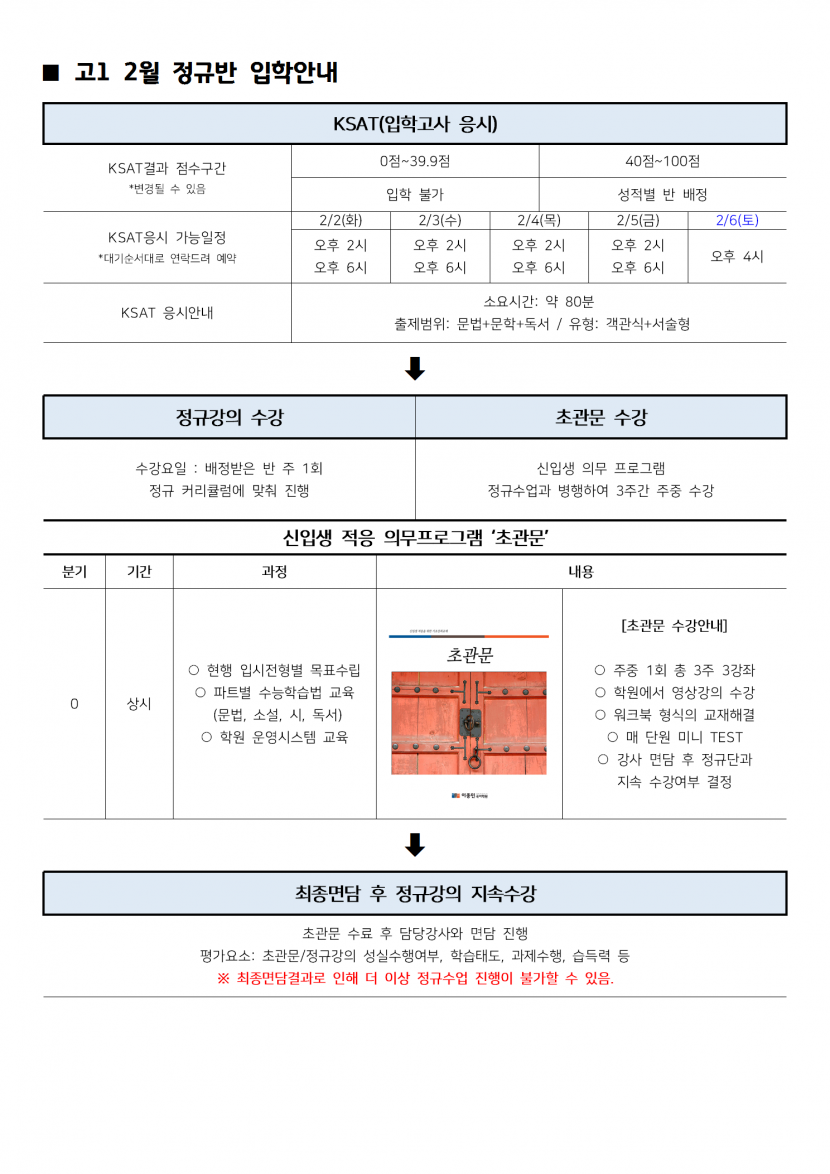 ■ 고1 2월 정규반 입학안내
KSAT(입학고사 응시)
KSAT결과 점수구간
*변경될 수 있음
0점~39.9점
40점~100점
입학 불가
성적별 반 배정
KSAT응시 가능일정
*대기순서대로 연락드려 예약
2/2(화)
2/3(수)
2/4(목)
2/5(금)
2/6(토)
오후 2시
오후 6시
오후 2시
오후 6시
오후 2시
오후 6시
오후 2시
오후 6시
오후 4시
KSAT 응시안내
소요시간: 약 80분
출제범위: 문법+문학+독서 / 유형: 객관식+서술형
정규강의 수강
초관문 수강
수강요일 : 배정받은 반 주 1회
정규 커리큘럼에 맞춰 진행
신입생 의무 프로그램
정규수업과 병행하여 3주간 주중 수강
신입생 적응 의무프로그램 ‘초관문’
분기
기간
과정
내용
0
상시
○ 현행 입시전형별 목표수립
○ 파트별 수능학습법 교육
(문법, 소설, 시, 독서)
○ 학원 운영시스템 교육
초관문
[초관문 수강안내]
○ 주중 1회 총 3주 3강좌
○ 학원에서 영상강의 수강
○ 워크북 형식의 교재해결
○ 매 단원 미니 TEST
○ 강사 면담 후 정규단과
지속 수강여부 결정
최종면담 후 정규강의 지속수강
초관문 수료 후 담당강사와 면담 진행
평가요소: 초관문/정규강의 성실수행여부, 학습태도, 과제수행, 습득력 등
※ 최종면담결과로 인해 더 이상 정규수업 진행이 불가할 수 있음.